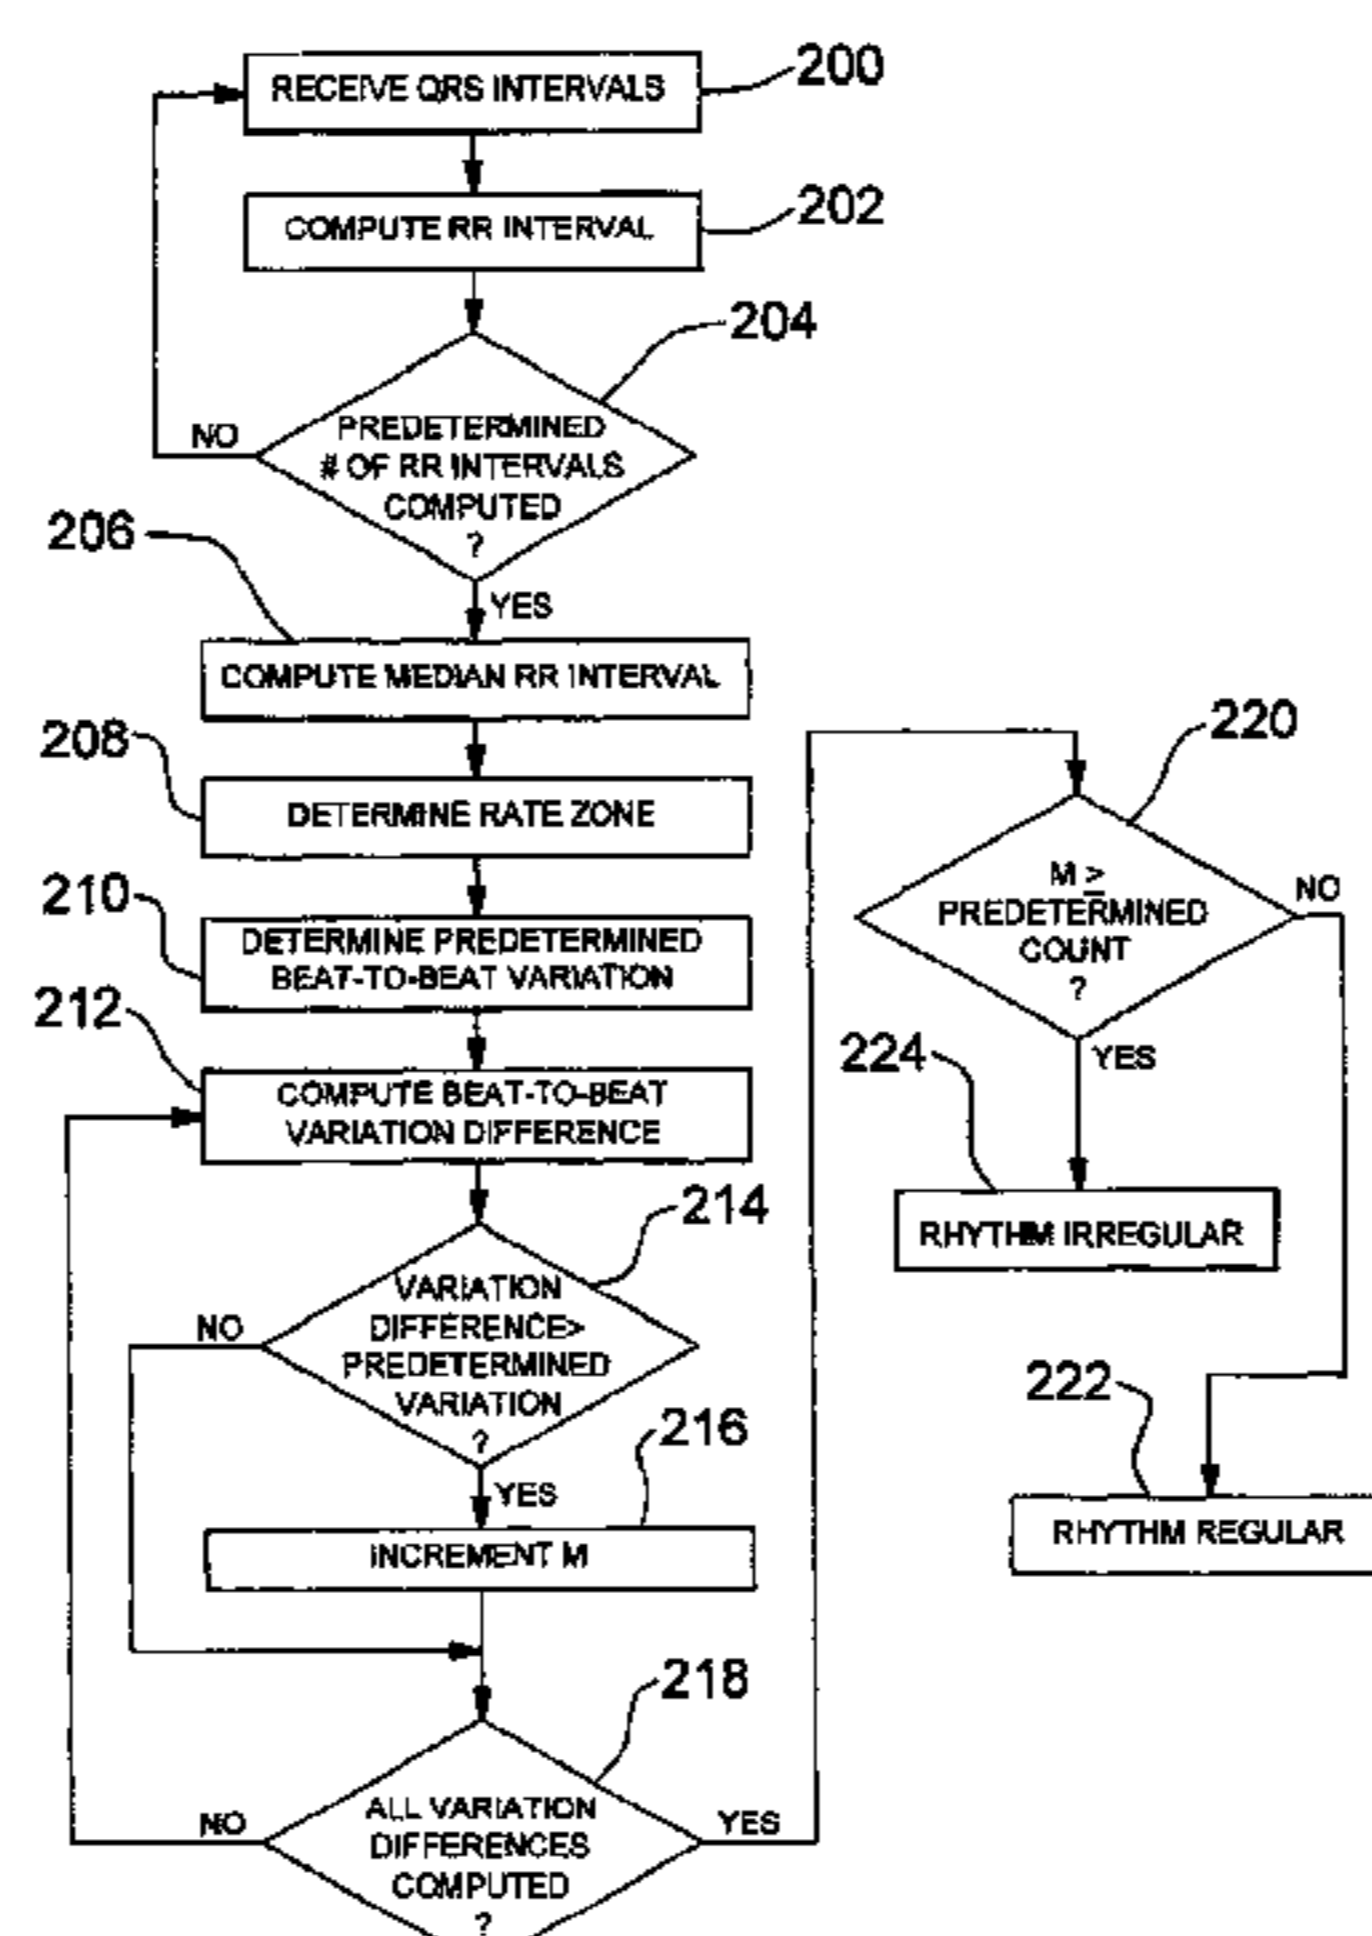 RECEIVE QRS INTERVALS
200
COMPUTE RR INTERVAL
202
204
PREDETERMINED
# OF RR INTERVALS
COMPUTED
?
NO
YES
206
COMPUTE MEDIAN RR INTERVAL
208
DETERMINE RATE ZONE
210
DETERMINE PREDETERMINED
BEAT-TO-BEAT VARIATION
212
COMPUTE BEAT-TO-BEAT
VARIATION DIFFERENCE
214
VARIATION
DIFFERENCE>
PREDETERMINED
VARIATION
?
NO
YES
216
INCREMENT M
218
ALL VARIATION
DIFFERENCES
COMPUTED
?
NO
YES
220
M ≥
PREDETERMINED
COUNT
?
NO
YES
224
RHYTHM IRREGULAR
222
RHYTHM REGULAR